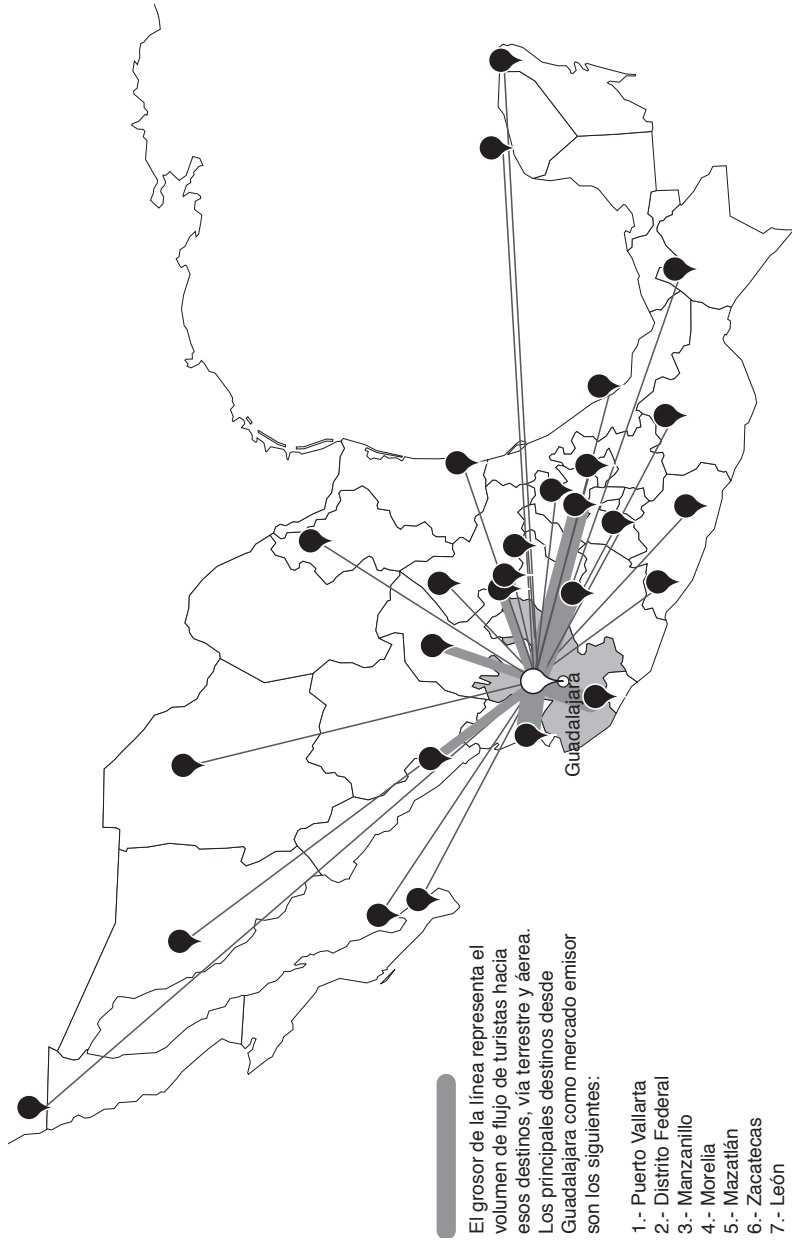 Guadalajara
El grosor de la línea representa el
volumen de flujo de turistas hacia
esos destinos, vía terrestre y áerea.
Los principales destinos desde
Guadalajara como mercado emisor
son los siguientes:
1.- Puerto Vallarta
2.- Distrito Federal
3.- Manzanillo
4.- Morelia
5.- Mazatlán
6.- Zacatecas
7.- León